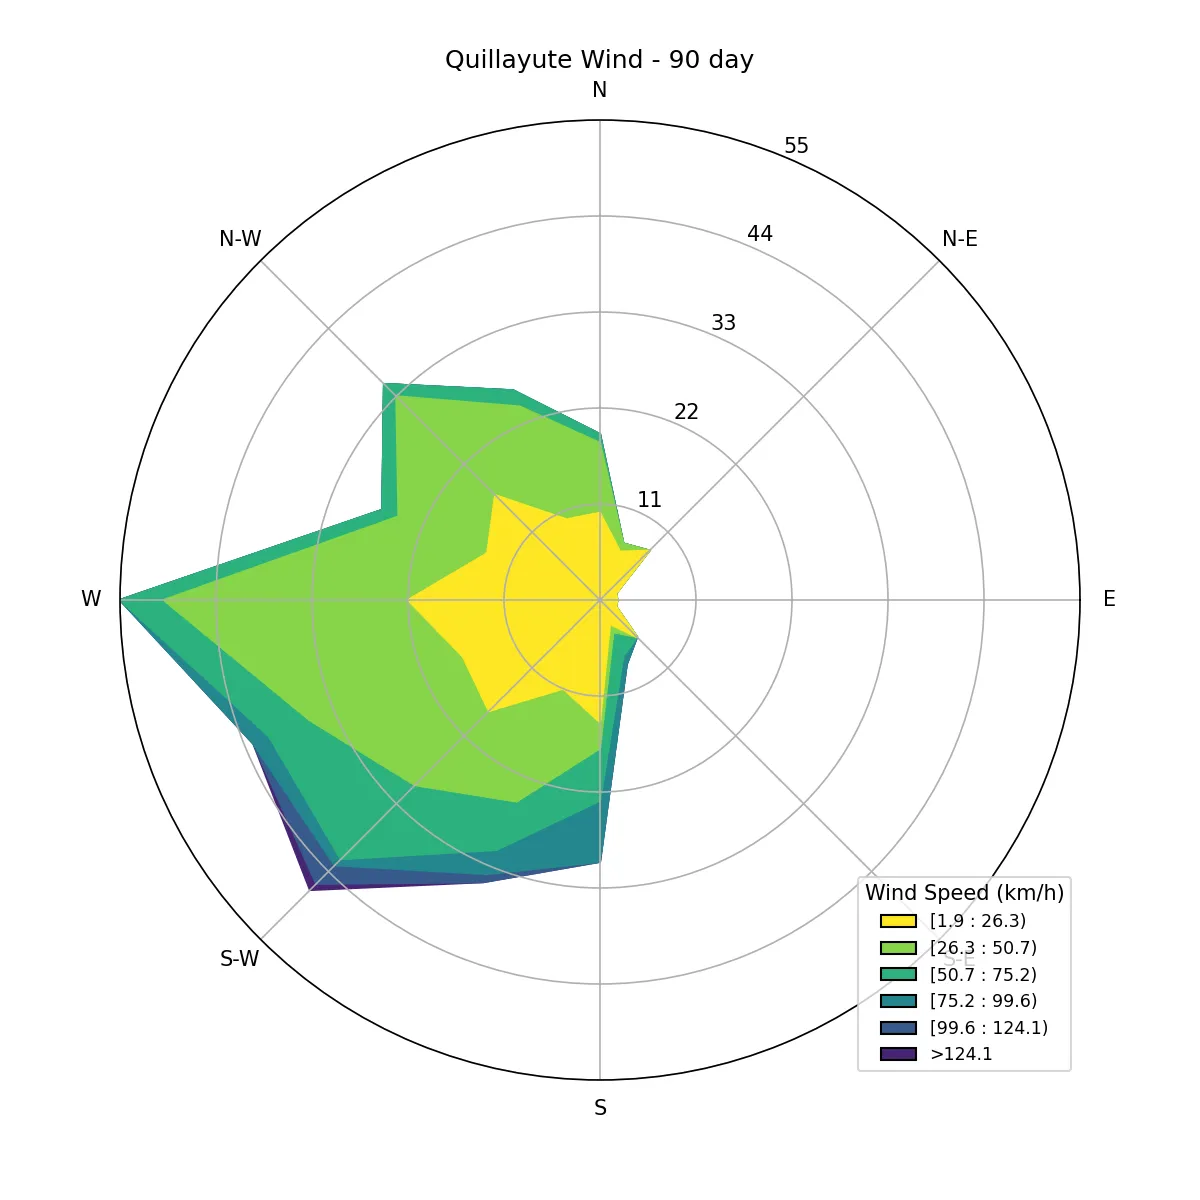 Quillayute Wind - 90 day
N
55
N-W
44
N-E
33
22
11
W
E
S-W
S-E
S
Wind Speed (km/h)
[1.9 : 26.3)
[26.3 : 50.7)
[50.7 : 75.2)
[75.2 : 99.6)
[99.6 : 124.1)
>124.1